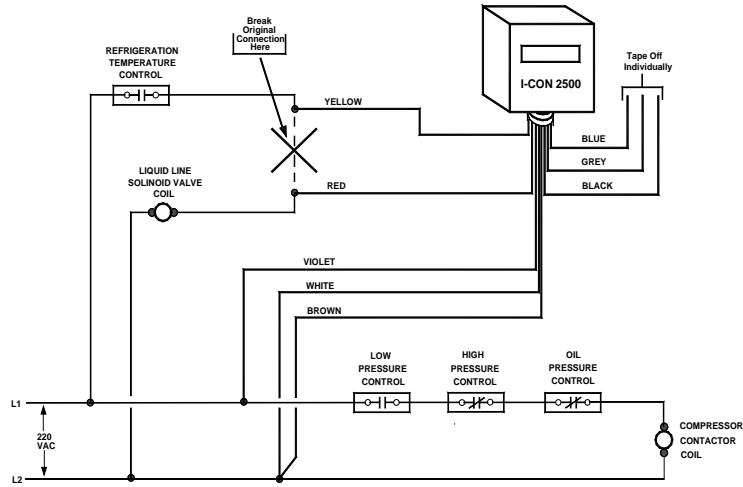 Break
Original
Connection
Here
REFRIGERATION
TEMPERATURE
CONTROL
I-CON 2500
Tape Off
Individually
YELLOW
BLUE
GREY
BLACK
LIQUID LINE
SOLINOID VALVE
COIL
RED
VIOLET
WHITE
BROWN
LOW
PRESSURE
CONTROL
HIGH
PRESSURE
CONTROL
OIL
PRESSURE
CONTROL
L1
220
VAC
L2
COMPRESSOR
CONTACTOR
COIL